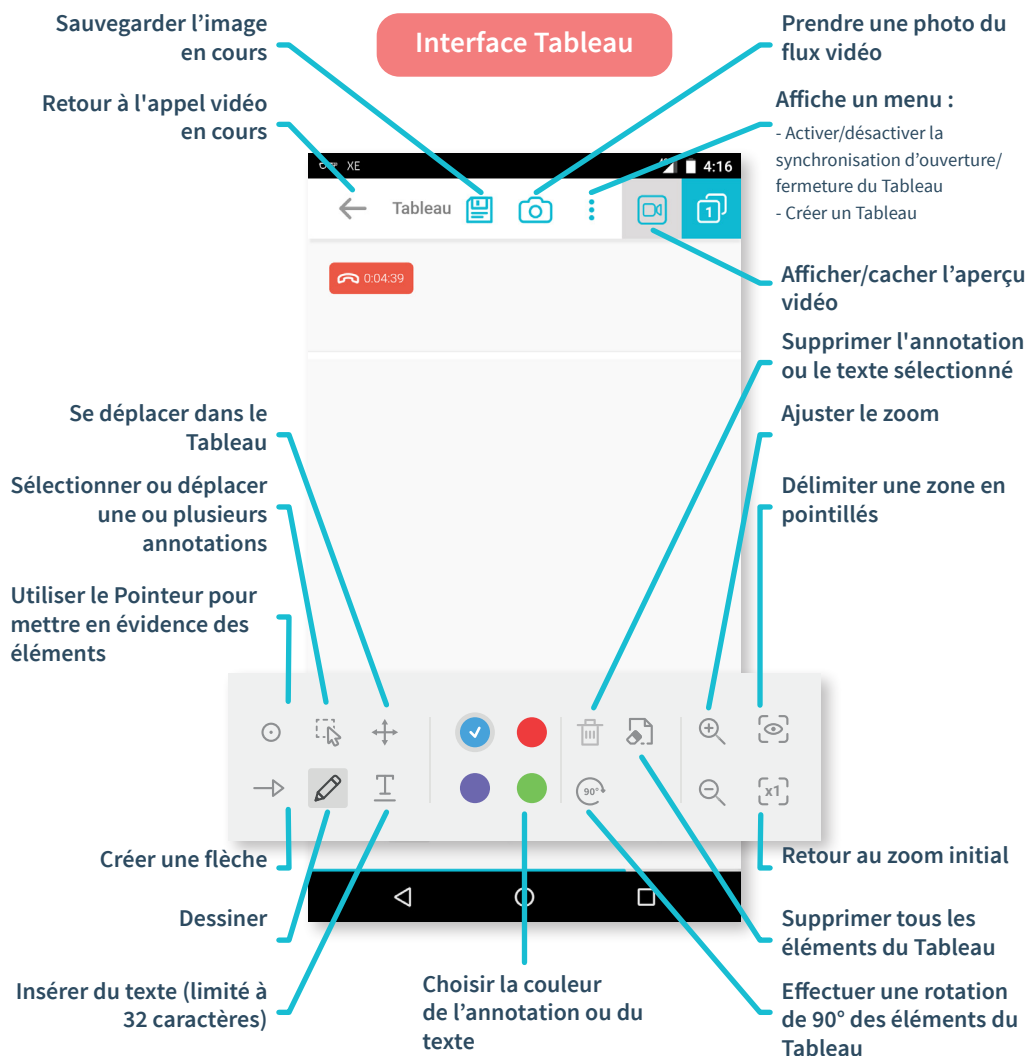 Interface Tableau
Sauvegarder l’image
en cours
Retour à l'appel vidéo
en cours
Prendre une photo du
flux vidéo
Affiche un menu :
- Activer/désactiver la
synchronisation d’ouverture/
fermeture du Tableau
- Créer un Tableau
XE
4:16
Tableau
1
0:04:39
Afficher/cacher l’aperçu
vidéo
Supprimer l'annotation
ou le texte sélectionné
Se déplacer dans le
Tableau
Ajuster le zoom
Sélectionner ou déplacer
une ou plusieurs
annotations
Délimiter une zone en
pointillés
Utiliser le Pointeur pour
mettre en évidence des
éléments
T
90°
x1
Créer une flèche
Retour au zoom initial
Dessiner
Supprimer tous les
éléments du Tableau
Insérer du texte (limité à
32 caractères)
Choisir la couleur
de l’annotation ou du
texte
Effectuer une rotation
de 90° des éléments du
Tableau